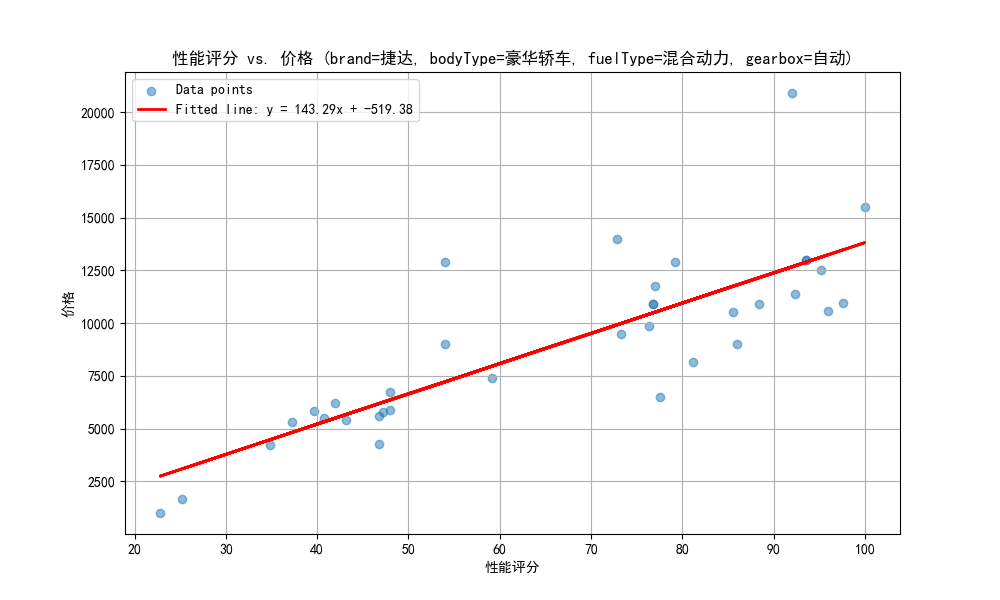 性能评分 vs. 价格 (brand=捷达, bodyType=豪华轿车, fuelType=混合动力, gearbox=自动)
Data points
Fitted line: y = 143.29x + -519.38
价格
20000
17500
15000
12500
10000
7500
5000
2500
20 30 40 50 60 70 80 90 100
性能评分